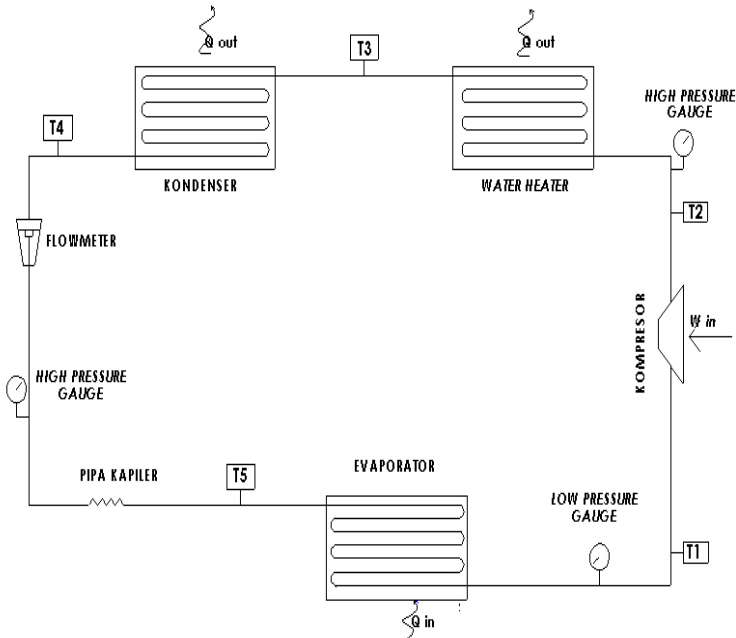 Q out
Q out
T3
HIGH PRESSURE
GAUGE
T4
KONDENSER
WATER HEATER
T2
FLOWMETER
KOMPRESOR
W in
HIGH PRESSURE
GAUGE
PIPA KAPILER
T5
EVAPORATOR
LOW PRESSURE
GAUGE
T1
Q in